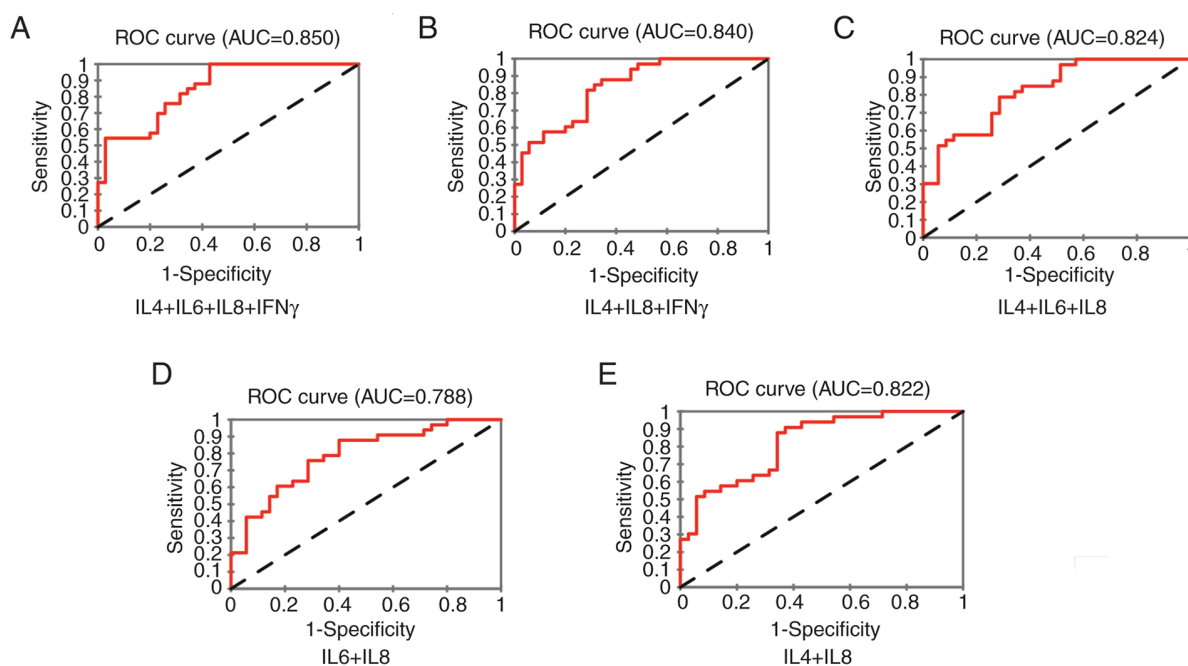 A
ROC curve (AUC=0.850)
1
0.9
0.8
0.7
0.6
0.5
0.4
0.3
0.2
0.1
0
Sensitivity
0 0.2 0.4 0.6 0.8 1
1-Specificity
IL4+IL6+IL8+IFNγ
B
ROC curve (AUC=0.840)
1
0.9
0.8
0.7
0.6
0.5
0.4
0.3
0.2
0.1
0
Sensitivity
0 0.2 0.4 0.6 0.8 1
1-Specificity
IL4+IL8+IFNγ
C
ROC curve (AUC=0.824)
1
0.9
0.8
0.7
0.6
0.5
0.4
0.3
0.2
0.1
0
Sensitivity
0 0.2 0.4 0.6 0.8 1
1-Specificity
IL4+IL6+IL8
D
ROC curve (AUC=0.788)
1
0.9
0.8
0.7
0.6
0.5
0.4
0.3
0.2
0.1
0
Sensitivity
0 0.2 0.4 0.6 0.8 1
1-Specificity
IL6+IL8
E
ROC curve (AUC=0.822)
1
0.9
0.8
0.7
0.6
0.5
0.4
0.3
0.2
0.1
0
Sensitivity
0 0.2 0.4 0.6 0.8 1
1-Specificity
IL4+IL8